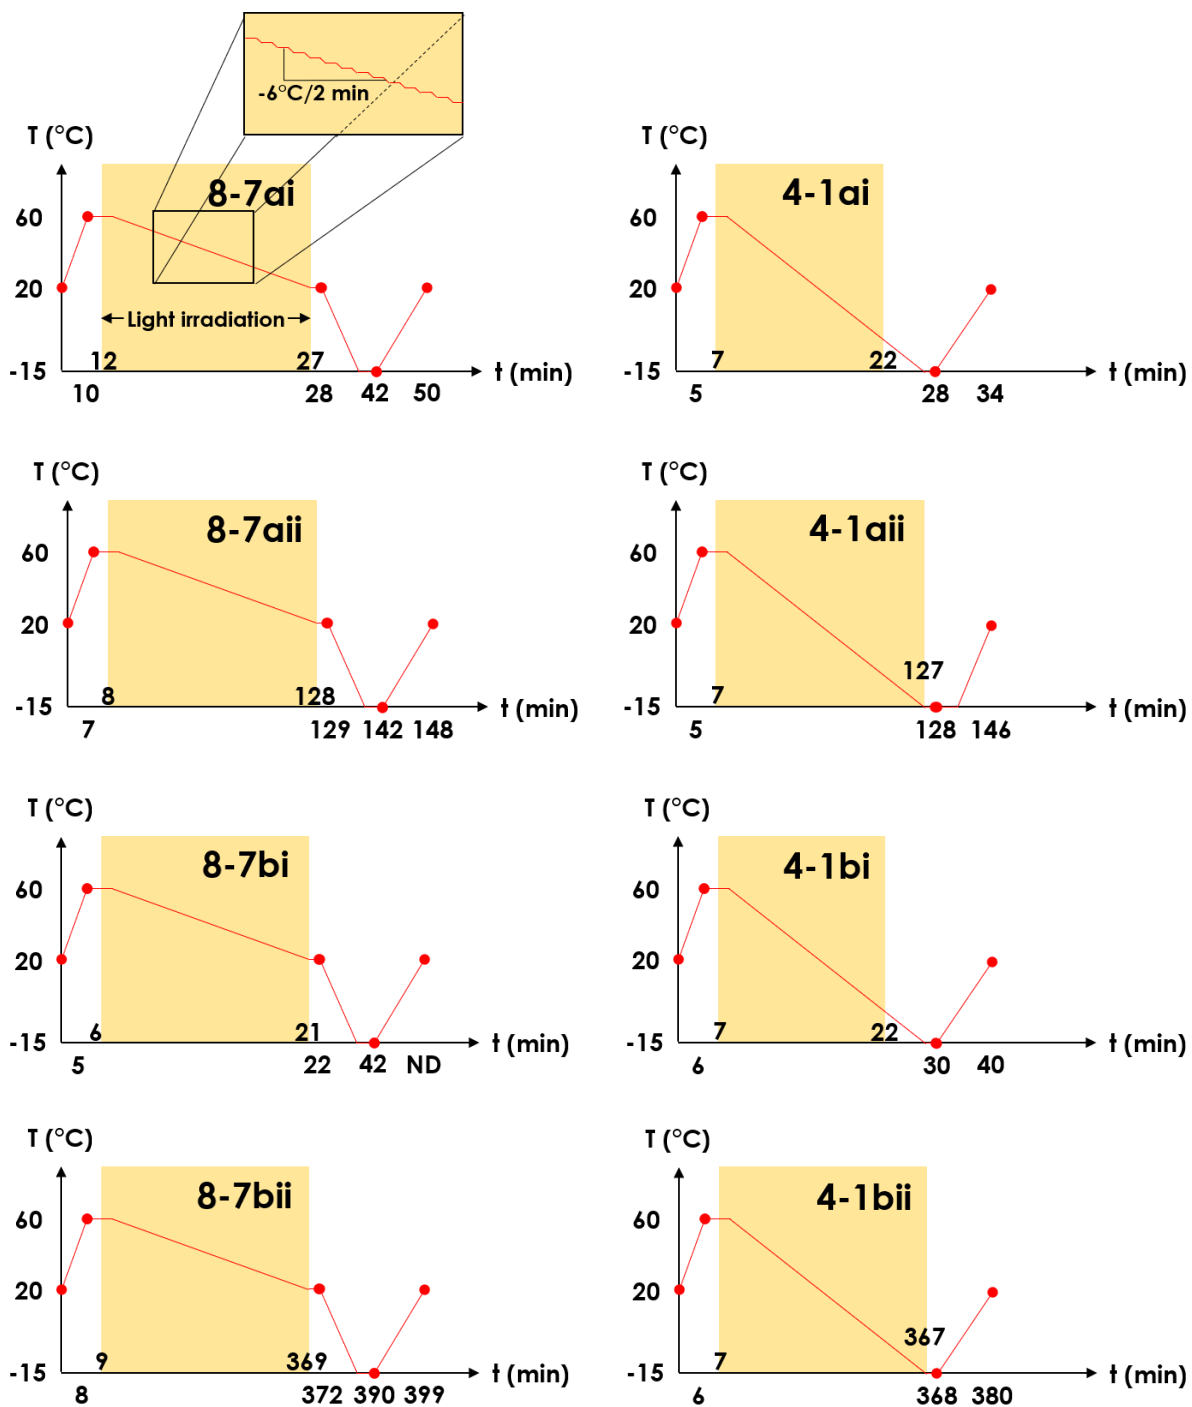 -6°C/2 min
T (°C)
8-7ai
60
20
Light irradiation
-15
12
27
t (min)
10
28
42
50
T (°C)
4-1ai
60
20
-15
7
22
t (min)
5
28
34
T (°C)
8-7aii
60
20
-15
8
128
t (min)
7
129
142
148
T (°C)
4-1aii
60
20
127
-15
7
t (min)
5
128
146
T (°C)
8-7bi
60
20
-15
6
21
t (min)
5
22
42
ND
T (°C)
4-1bi
60
20
-15
7
22
t (min)
6
30
40
T (°C)
8-7bii
60
20
-15
9
369
t (min)
8
372
390
399
T (°C)
4-1bii
60
20
367
-15
7
t (min)
6
368
380